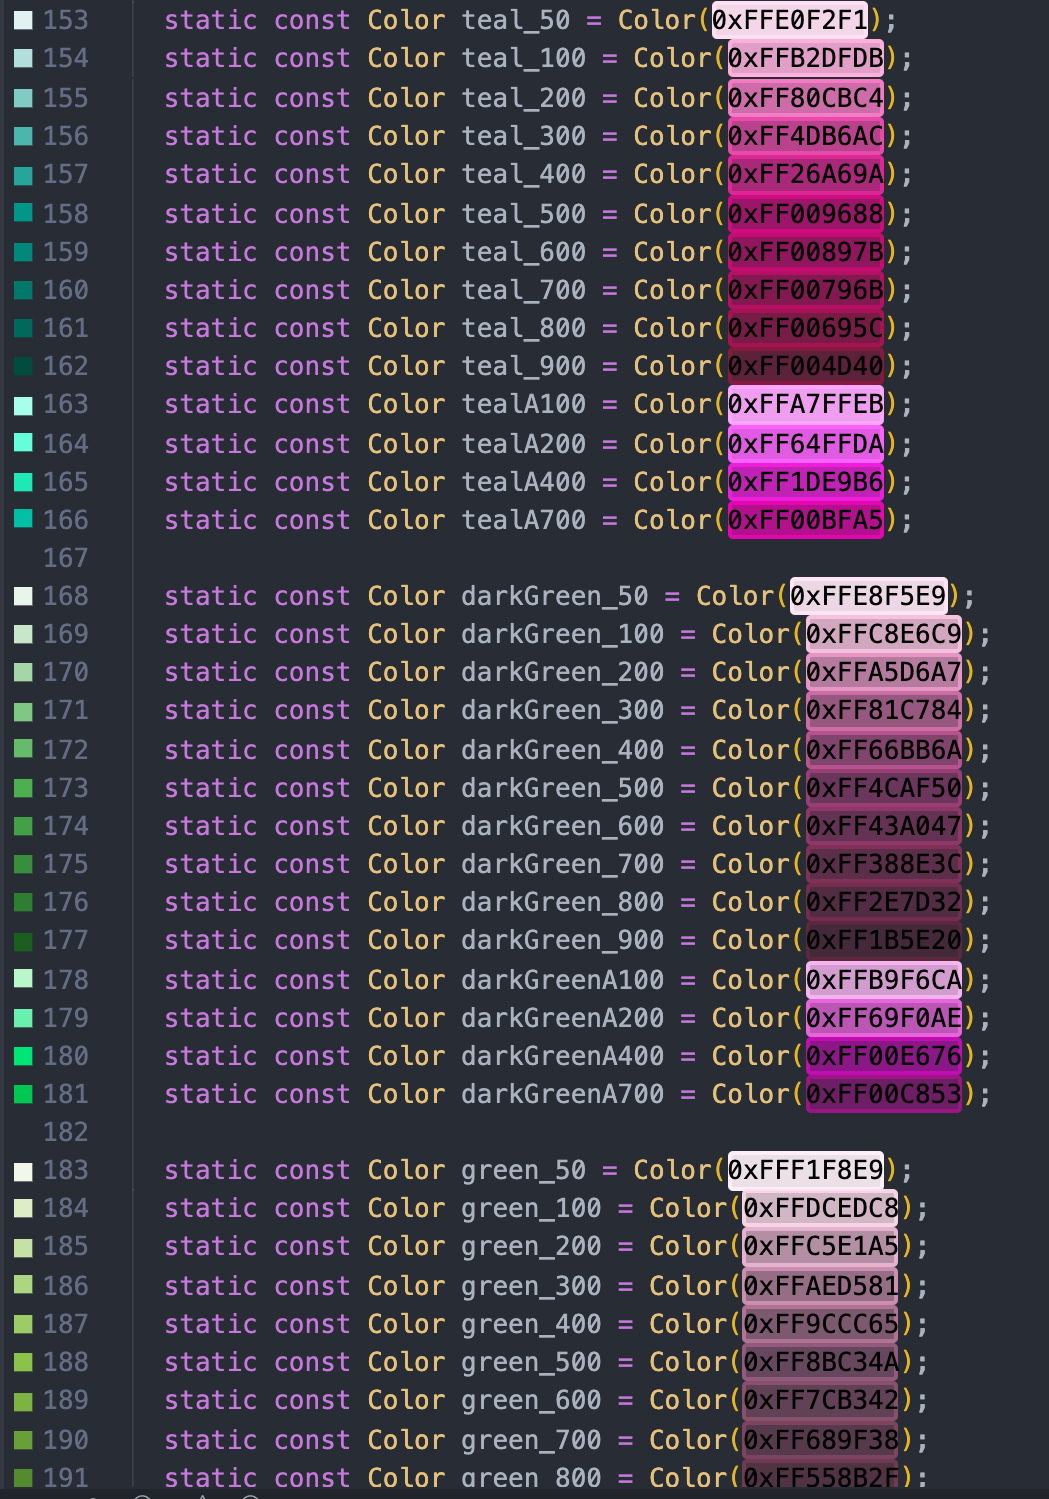 153 static const Color teal_50 = Color(0xFFE0F2F1);
154 static const Color teal_100 = Color(0xFFB2DFDB);
155 static const Color teal_200 = Color(0xFF80CBC4);
156 static const Color teal_300 = Color(0xFF4DB6AC);
157 static const Color teal_400 = Color(0xFF26A69A);
158 static const Color teal_500 = Color(0xFF009688);
159 static const Color teal_600 = Color(0xFF00897B);
160 static const Color teal_700 = Color(0xFF00796B);
161 static const Color teal_800 = Color(0xFF00695C);
162 static const Color teal_900 = Color(0xFF004D40);
163 static const Color tealA100 = Color(0xFFA7FFEB);
164 static const Color tealA200 = Color(0xFF64FFDA);
165 static const Color tealA400 = Color(0xFF1DE9B6);
166 static const Color tealA700 = Color(0xFF00BFA5);
167
168 static const Color darkGreen_50 = Color(0xFFE8F5E9);
169 static const Color darkGreen_100 = Color(0xFFC8E6C9);
170 static const Color darkGreen_200 = Color(0xFFA5D6A7);
171 static const Color darkGreen_300 = Color(0xFF81C784);
172 static const Color darkGreen_400 = Color(0xFF66BB6A);
173 static const Color darkGreen_500 = Color(0xFF4CAF50);
174 static const Color darkGreen_600 = Color(0xFF43A047);
175 static const Color darkGreen_700 = Color(0xFF388E3C);
176 static const Color darkGreen_800 = Color(0xFF2E7D32);
177 static const Color darkGreen_900 = Color(0xFF1B5E20);
178 static const Color darkGreenA100 = Color(0xFFB9F6CA);
179 static const Color darkGreenA200 = Color(0xFF69F0AE);
180 static const Color darkGreenA400 = Color(0xFF00E676);
181 static const Color darkGreenA700 = Color(0xFF00C853);
182
183 static const Color green_50 = Color(0xFFF1F8E9);
184 static const Color green_100 = Color(0xFFDCEDC8);
185 static const Color green_200 = Color(0xFFC5E1A5);
186 static const Color green_300 = Color(0xFFAED581);
187 static const Color green_400 = Color(0xFF9CCC65);
188 static const Color green_500 = Color(0xFF8BC34A);
189 static const Color green_600 = Color(0xFF7CB342);
190 static const Color green_700 = Color(0xFF689F38);
191 static const Color green_800 = Color(0xFF558B2F);